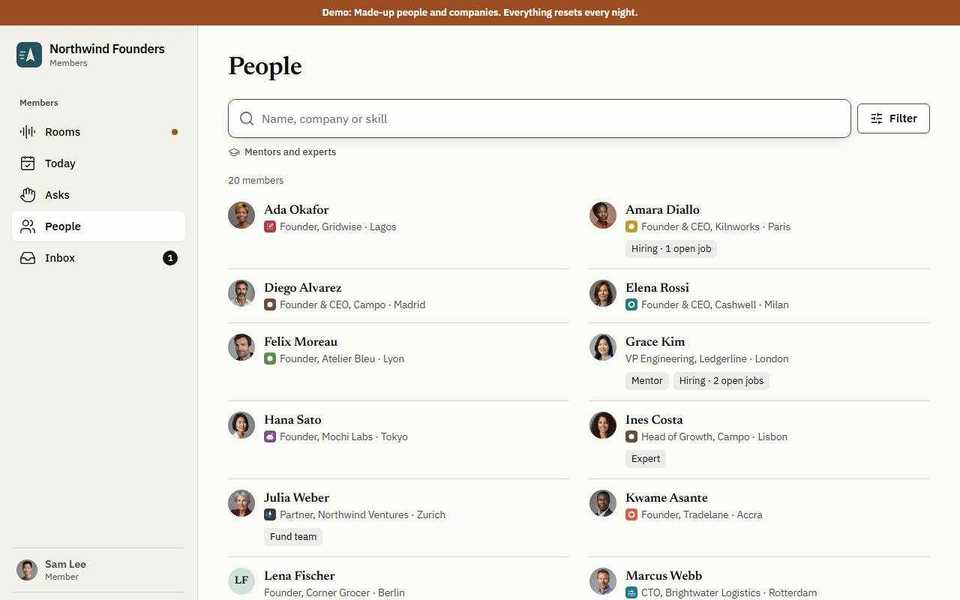 Demo: Made-up people and companies. Everything resets every night.
Northwind Founders
Members
Members
Rooms
Today
Asks
People
Inbox
1
Sam Lee
Member
People
Name, company or skill
Filter
Mentors and experts
20 members
Ada Okafor
Founder, Gridwise · Lagos
Amara Diallo
Founder & CEO, Kilnworks · Paris
Hiring · 1 open job
Diego Alvarez
Founder & CEO, Campo · Madrid
Elena Rossi
Founder & CEO, Cashwell · Milan
Felix Moreau
Founder, Atelier Bleu · Lyon
Grace Kim
VP Engineering, Ledgerline · London
Mentor
Hiring · 2 open jobs
Hana Sato
Founder, Mochi Labs · Tokyo
Ines Costa
Head of Growth, Campo · Lisbon
Expert
Julia Weber
Partner, Northwind Ventures · Zurich
Fund team
Kwame Asante
Founder, Tradelane · Accra
LF
Lena Fischer
Founder, Corner Grocer · Berlin
Marcus Webb
CTO, Brightwater Logistics · Rotterdam